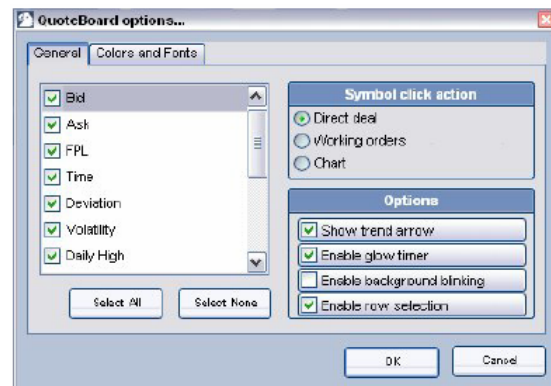 QuoteBoard options...
General
Colors and Fonts
Bid
Ask
FPL
Time
Deviation
Volatility
Daily High
Select All
Select None
Symbol click action
Direct deal
Working orders
Chart
Options
Show trend arrow
Enable glow timer
Enable background blinking
Enable row selection
OK
Cancel